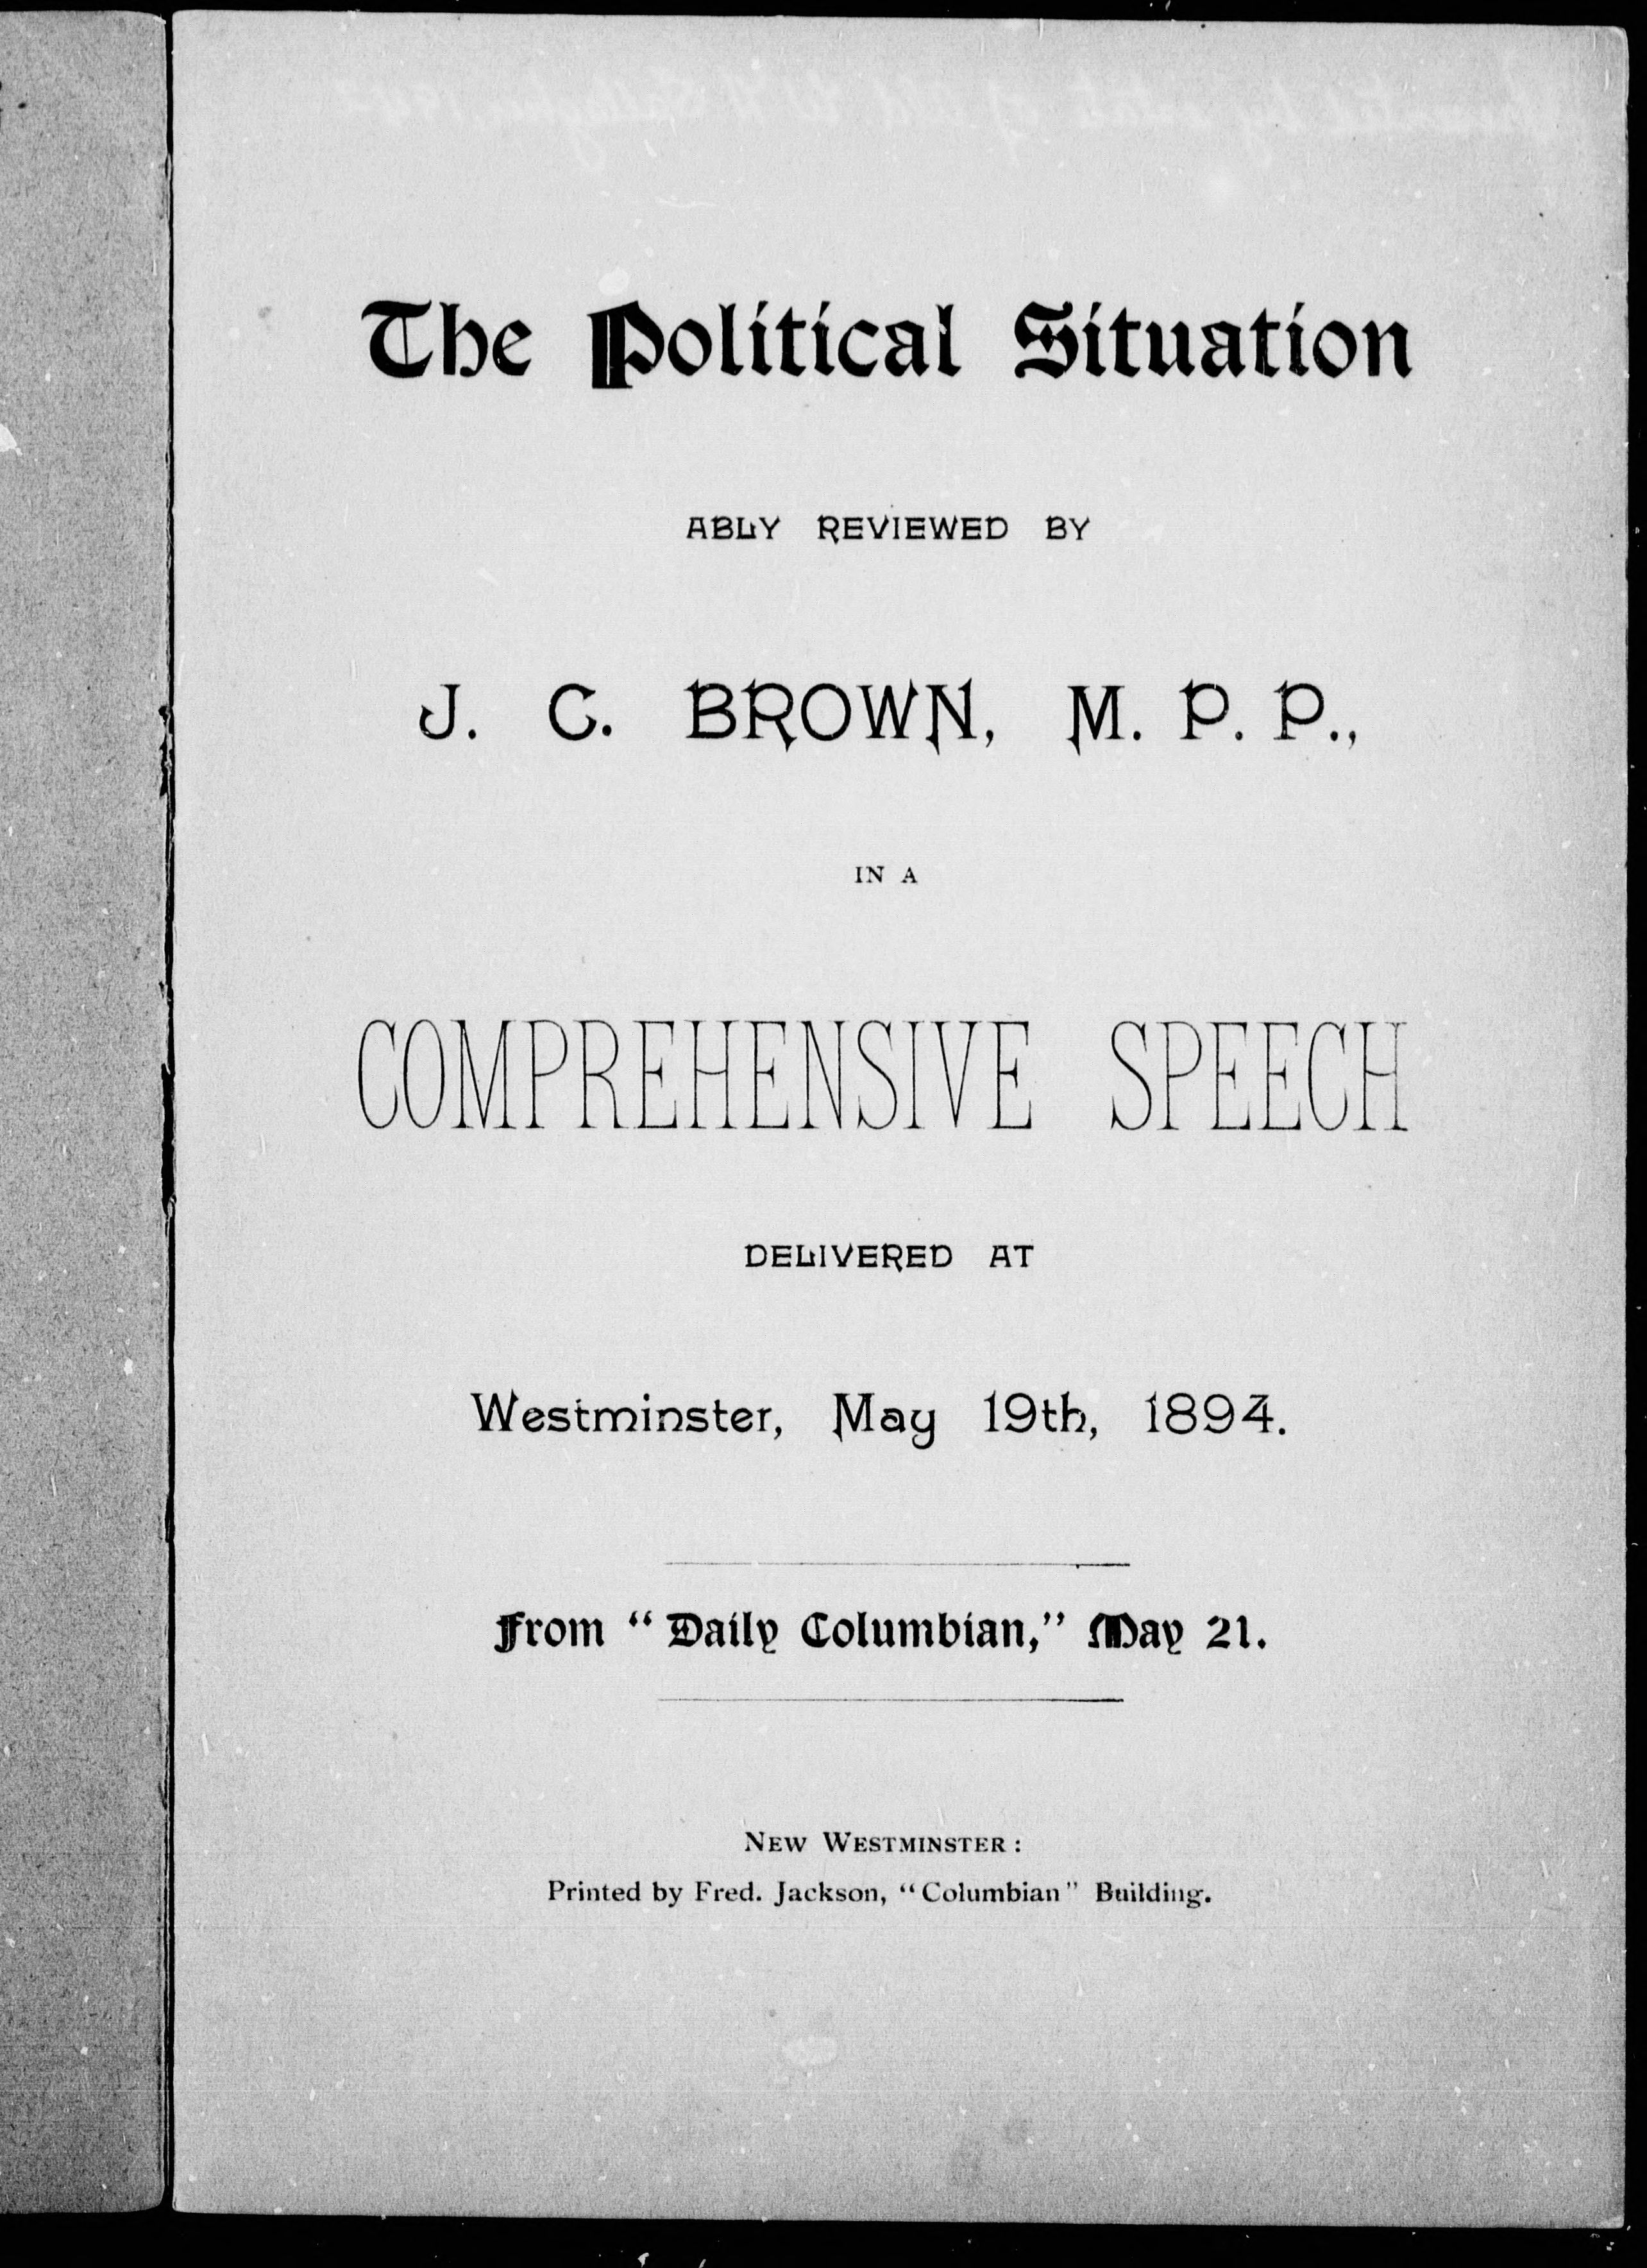 The Political Situation
ABLY REVIEWED BY
J. C. BROWN, M. P. P.,
IN A
COMPREHENSIVE SPEECH
DELIVERED AT
Westminster, May 19th, 1894.
From “ Daily Columbian,” May 21.
NEW WESTMINSTER :
Printed by Fred. Jackson, “Columbian” Building.